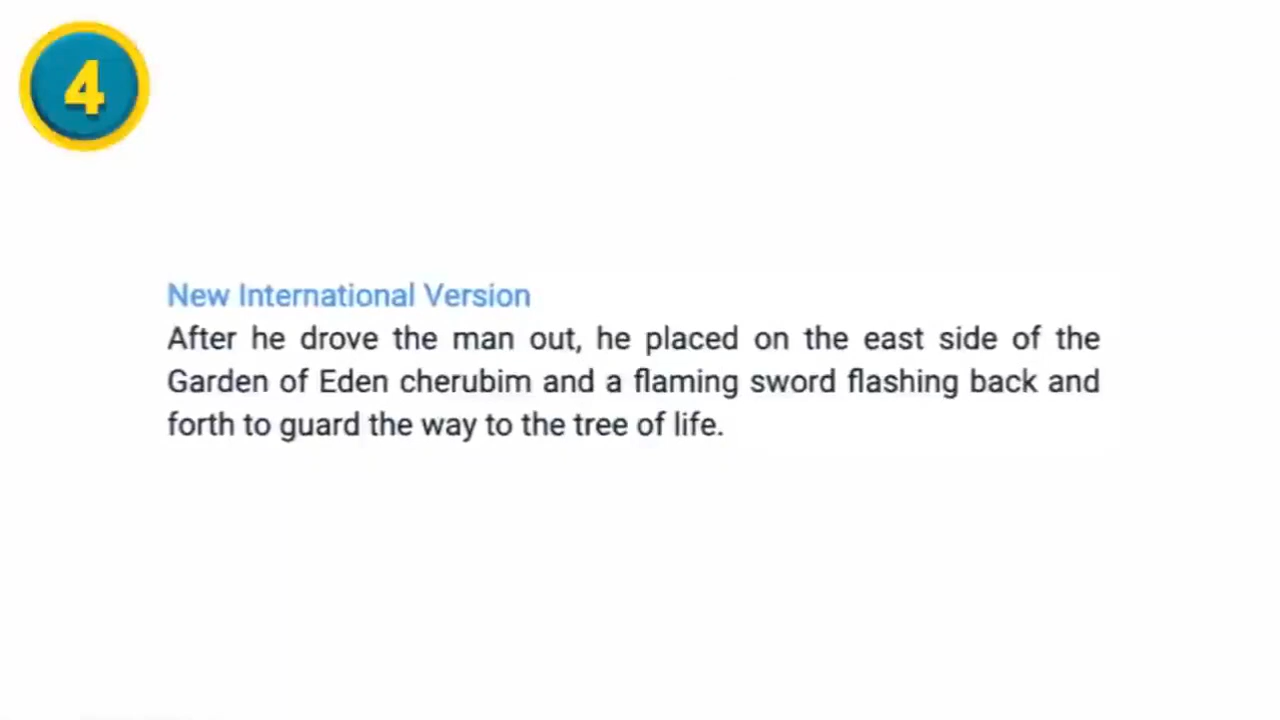 4
New International Version
After he drove the man out, he placed on the east side of the
Garden of Eden cherubim and a flaming sword flashing back and
forth to guard the way to the tree of life.